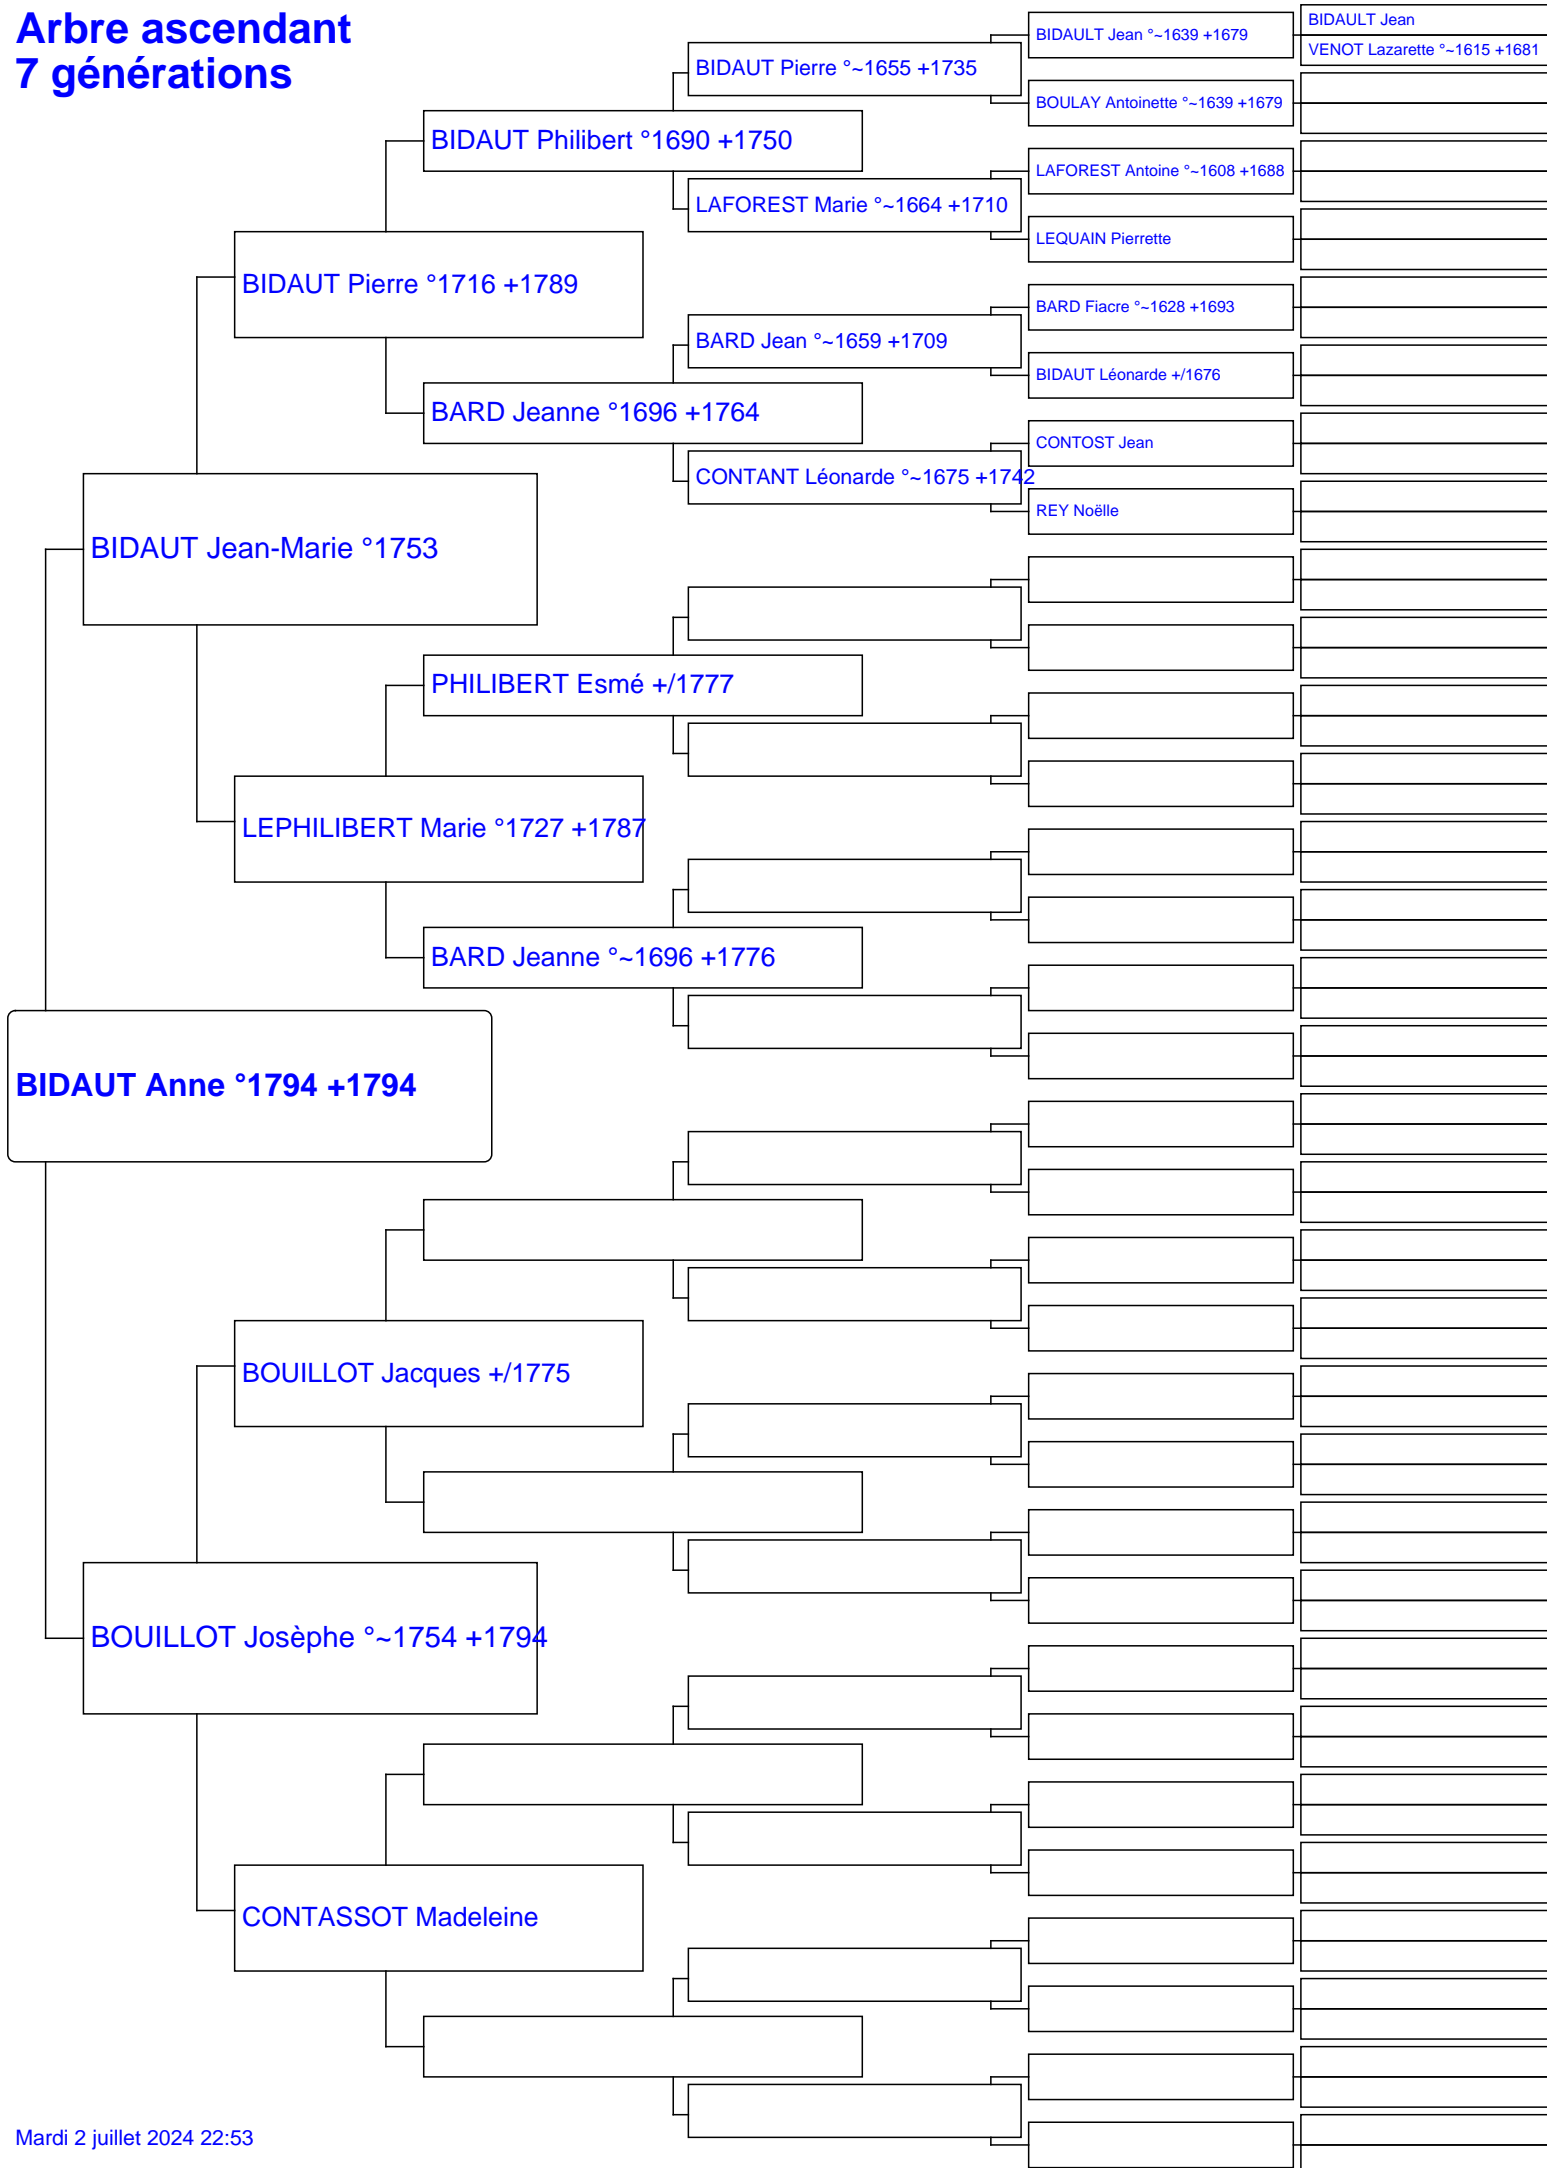 Arbre ascendant
7 générations
BIDAULT Jean
VENOT Lazarette °~1615 +1681
BIDAULT Jean °~1639 +1679
BIDAUT Pierre °~1655 +1735
BOULAY Antoinette °~1639 +1679
BIDAUT Philibert °1690 +1750
LAFOREST Antoine °~1608 +1688
LAFOREST Marie °~1664 +1710
LEQUAIN Pierrette
BIDAUT Pierre °1716 +1789
BARD Fiacre °~1628 +1693
BARD Jean °~1659 +1709
BIDAUT Léonarde +/1676
BARD Jeanne °1696 +1764
CONTOST Jean
CONTANT Léonarde °~1675 +1742
REY Noëlle
BIDAUT Jean-Marie °1753
PHILIBERT Esmé +/1777
LEPHILIBERT Marie °1727 +1787
BARD Jeanne °~1696 +1776
BIDAUT Anne °1794 +1794
BOUILLOT Jacques +/1775
BOUILLOT Josèphe °~1754 +1794
CONTASSOT Madeleine
Mardi 2 juillet 2024 22:53